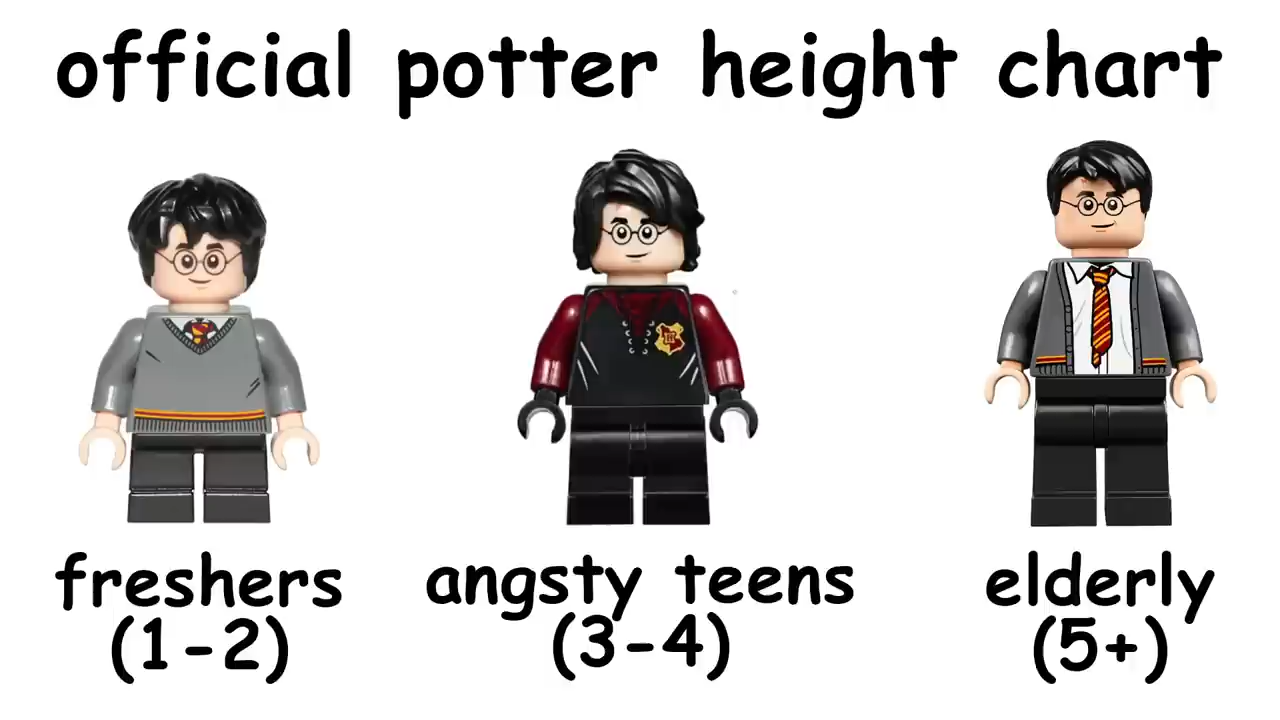 official potter height chart
freshers
(1-2)
angsty teens
(3-4)
elderly
(5+)